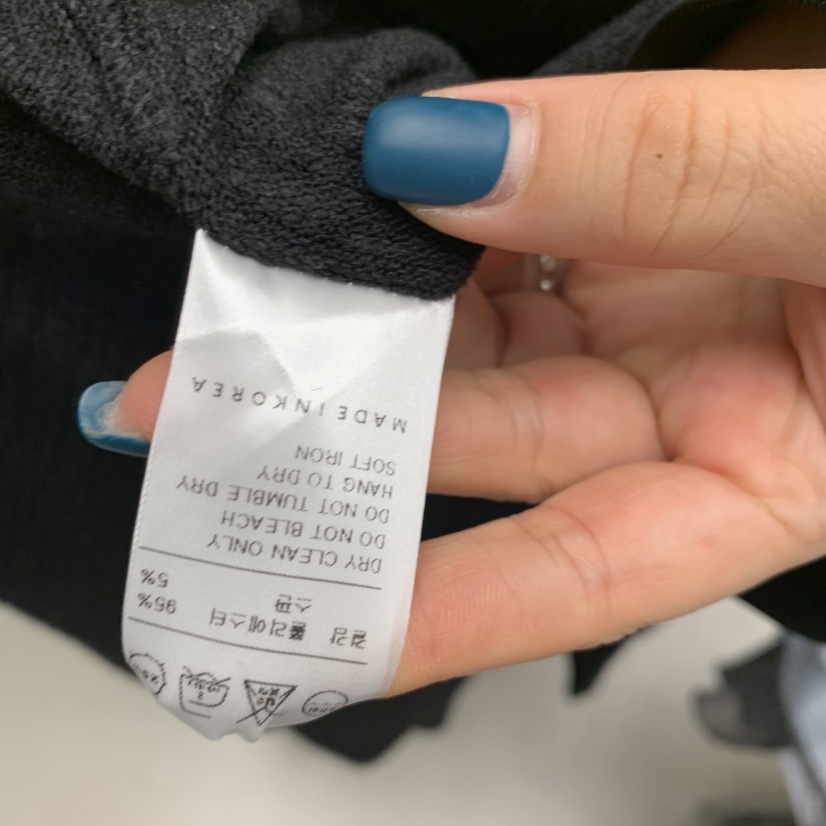 겉감 폴리에스터 95%
스판 5%
DRY CLEAN ONLY
DO NOT BLEACH
DO NOT TUMBLE DRY
HANG TO DRY
SOFT IRON
MADE IN KOREA